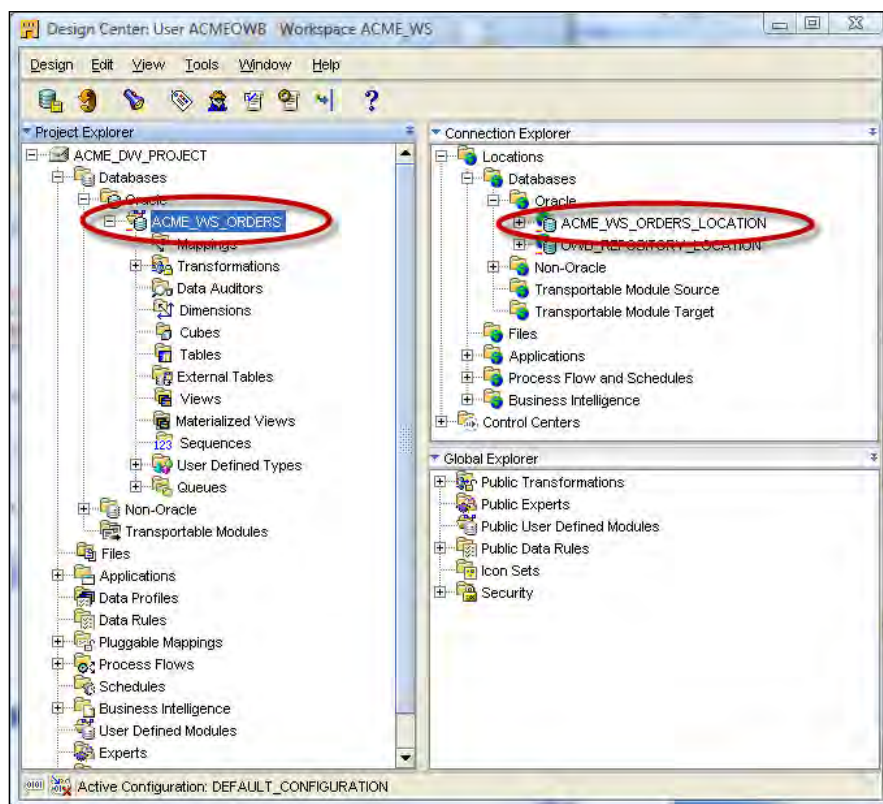 Design Center: User ACMEOWB Workspace ACME_WS
Design Edit View Tools Window Help
Project Explorer
ACME_DW_PROJECT
Databases
Oracle
ACME_WS_ORDERS
Mappings
Transformations
Data Auditors
Dimensions
Cubes
Tables
External Tables
Views
Materialized Views
123 Sequences
User Defined Types
Queues
Non-Oracle
Transportable Modules
Files
Applications
Data Profiles
Data Rules
Pluggable Mappings
Process Flows
Schedules
Business Intelligence
User Defined Modules
Experts
Connection Explorer
Locations
Databases
Oracle
ACME_WS_ORDERS_LOCATION
OWB_REPOSITORY_LOCATION
Non-Oracle
Transportable Module Source
Transportable Module Target
Files
Applications
Process Flow and Schedules
Business Intelligence
Control Centers
Global Explorer
Public Transformations
Public Experts
Public User Defined Modules
Public Data Rules
Icon Sets
Security
Active Configuration: DEFAULT_CONFIGURATION